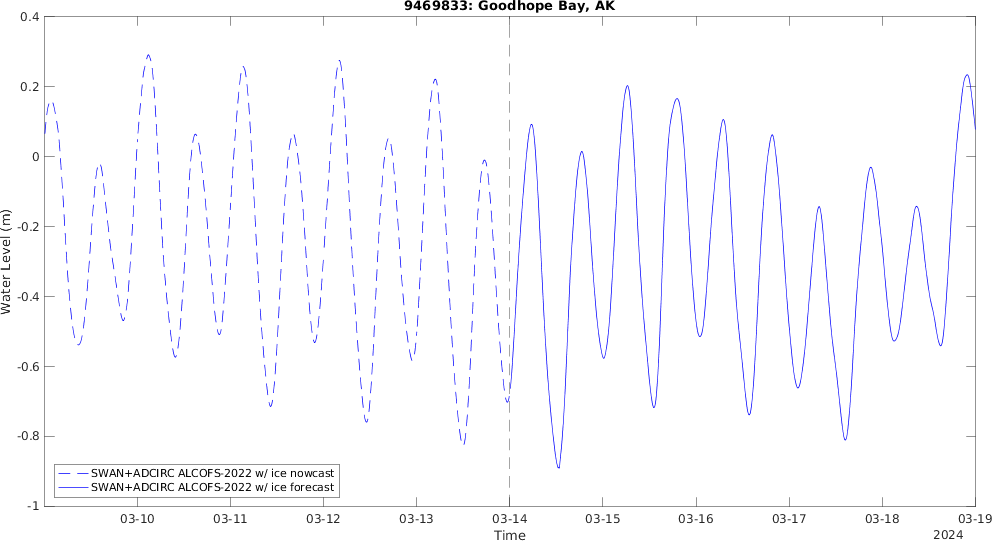 9469833: Goodhope Bay, AK
0.4
0.2
0
-0.2
-0.4
-0.6
-0.8
-1
Water Level (m)
SWAN+ADCIRC ALCOFS-2022 w/ ice nowcast
SWAN+ADCIRC ALCOFS-2022 w/ ice forecast
03-10 03-11 03-12 03-13 03-14 03-15 03-16 03-17 03-18 03-19
Time
2024